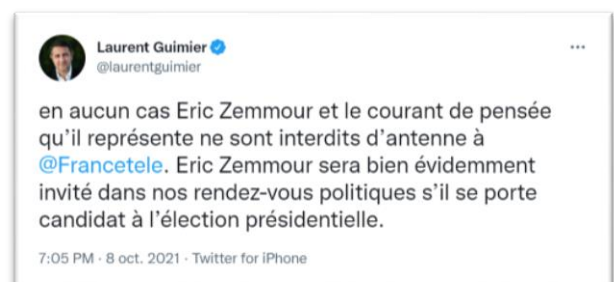 Laurent Guimier
@laurentguimier
en aucun cas Eric Zemmour et le courant de pensée
qu'il représente ne sont interdits d'antenne à
@Francetele. Eric Zemmour sera bien évidemment
invité dans nos rendez-vous politiques s'il se porte
candidat à l'élection présidentielle.
7:05 PM · 8 oct. 2021 · Twitter for iPhone